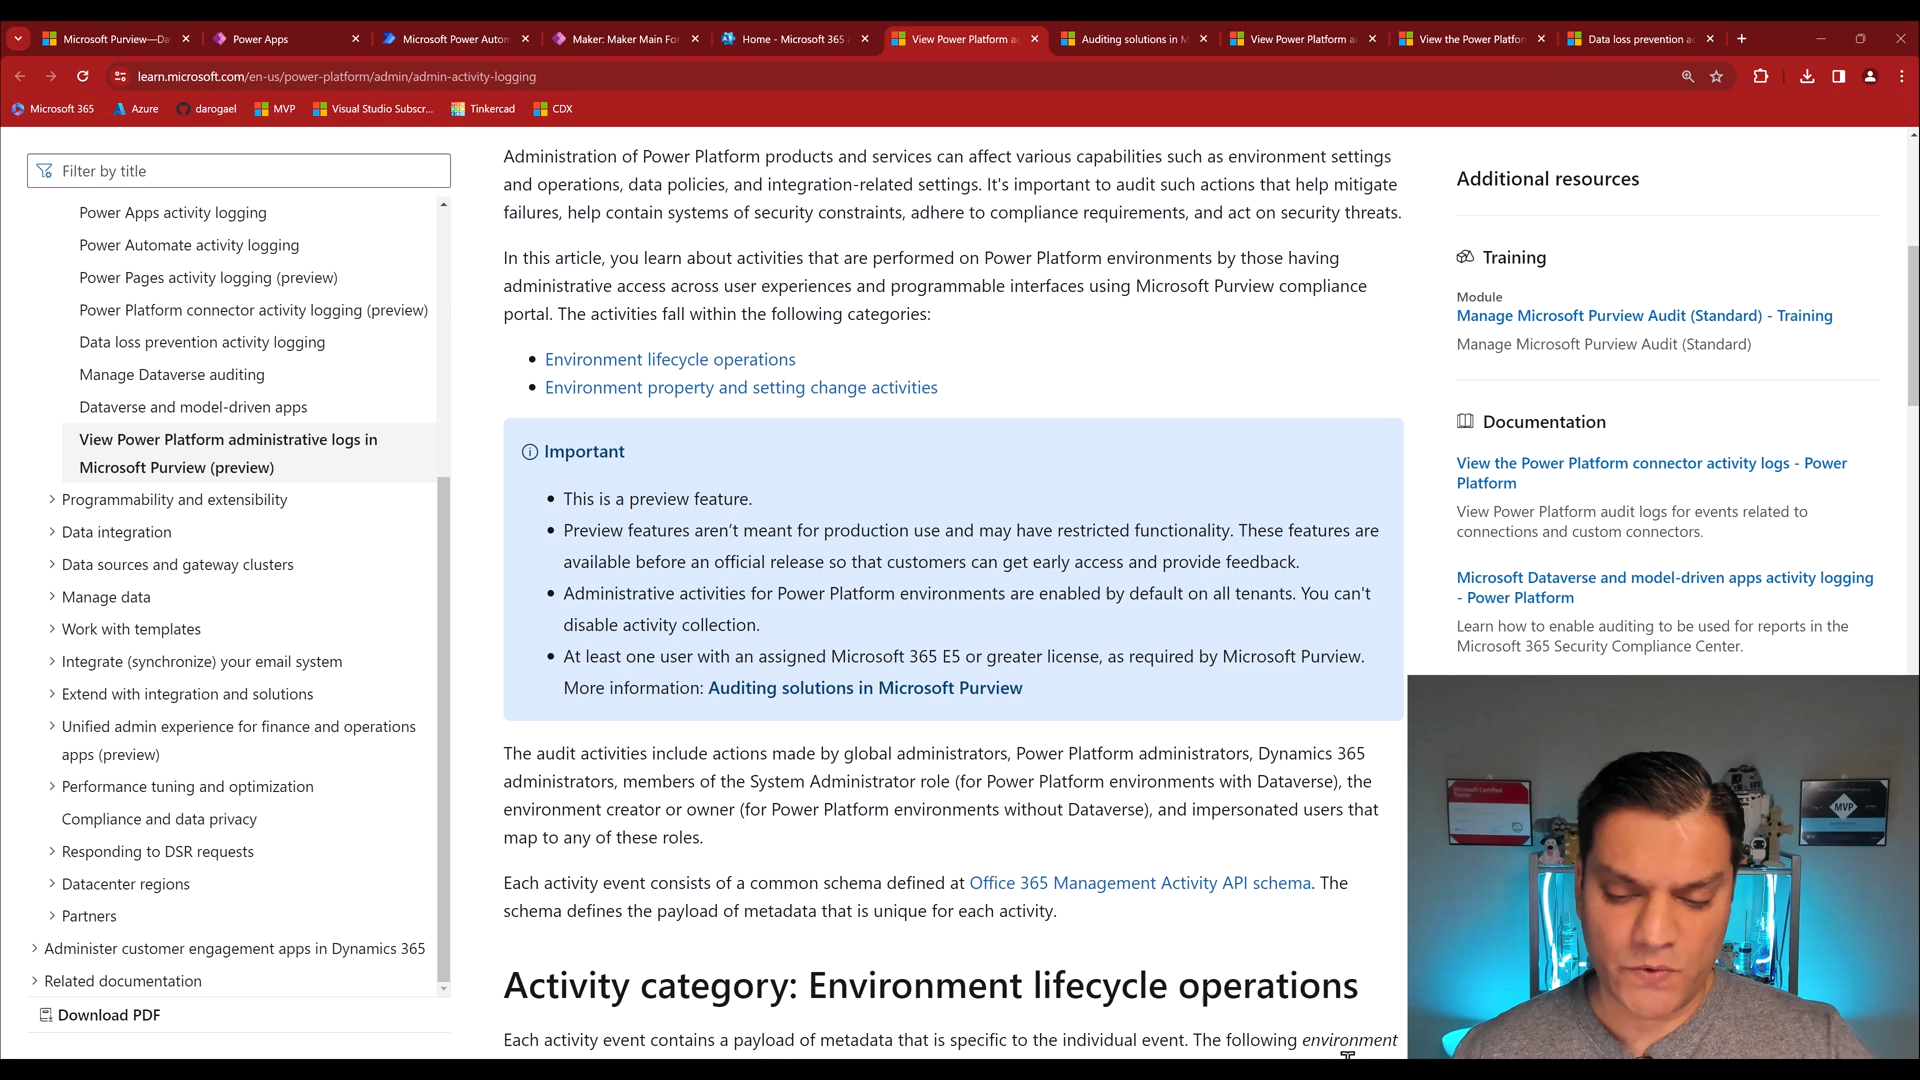 Microsoft Purview—Da
Power Apps
Microsoft Power Autom
Maker: Maker Main For
Home - Microsoft 365
View Power Platform a
Auditing solutions in M
View Power Platform a
View the Power Platfor
Data loss prevention a
learn.microsoft.com/en-us/power-platform/admin/admin-activity-logging
Microsoft 365
Azure
darogael
MVP
Visual Studio Subscr...
Tinkercad
CDX
Filter by title
Power Apps activity logging
Power Automate activity logging
Power Pages activity logging (preview)
Power Platform connector activity logging (preview)
Data loss prevention activity logging
Manage Dataverse auditing
Dataverse and model-driven apps
View Power Platform administrative logs in
Microsoft Purview (preview)
Programmability and extensibility
Data integration
Data sources and gateway clusters
Manage data
Work with templates
Integrate (synchronize) your email system
Extend with integration and solutions
Unified admin experience for finance and operations
apps (preview)
Performance tuning and optimization
Compliance and data privacy
Responding to DSR requests
Datacenter regions
Partners
Administer customer engagement apps in Dynamics 365
Related documentation
Download PDF
Administration of Power Platform products and services can affect various capabilities such as environment settings
and operations, data policies, and integration-related settings. It's important to audit such actions that help mitigate
failures, help contain systems of security constraints, adhere to compliance requirements, and act on security threats.
In this article, you learn about activities that are performed on Power Platform environments by those having
administrative access across user experiences and programmable interfaces using Microsoft Purview compliance
portal. The activities fall within the following categories:
• Environment lifecycle operations
• Environment property and setting change activities
Important
• This is a preview feature.
• Preview features aren’t meant for production use and may have restricted functionality. These features are
available before an official release so that customers can get early access and provide feedback.
• Administrative activities for Power Platform environments are enabled by default on all tenants. You can't
disable activity collection.
• At least one user with an assigned Microsoft 365 E5 or greater license, as required by Microsoft Purview.
More information: Auditing solutions in Microsoft Purview
The audit activities include actions made by global administrators, Power Platform administrators, Dynamics 365
administrators, members of the System Administrator role (for Power Platform environments with Dataverse), the
environment creator or owner (for Power Platform environments without Dataverse), and impersonated users that
map to any of these roles.
Each activity event consists of a common schema defined at Office 365 Management Activity API schema. The
schema defines the payload of metadata that is unique for each activity.
Activity category: Environment lifecycle operations
Each activity event contains a payload of metadata that is specific to the individual event. The following environment
Additional resources
Training
Module
Manage Microsoft Purview Audit (Standard) - Training
Manage Microsoft Purview Audit (Standard)
Documentation
View the Power Platform connector activity logs - Power
Platform
View Power Platform audit logs for events related to
connections and custom connectors.
Microsoft Dataverse and model-driven apps activity logging
- Power Platform
Learn how to enable auditing to be used for reports in the
Microsoft 365 Security Compliance Center.
MVP